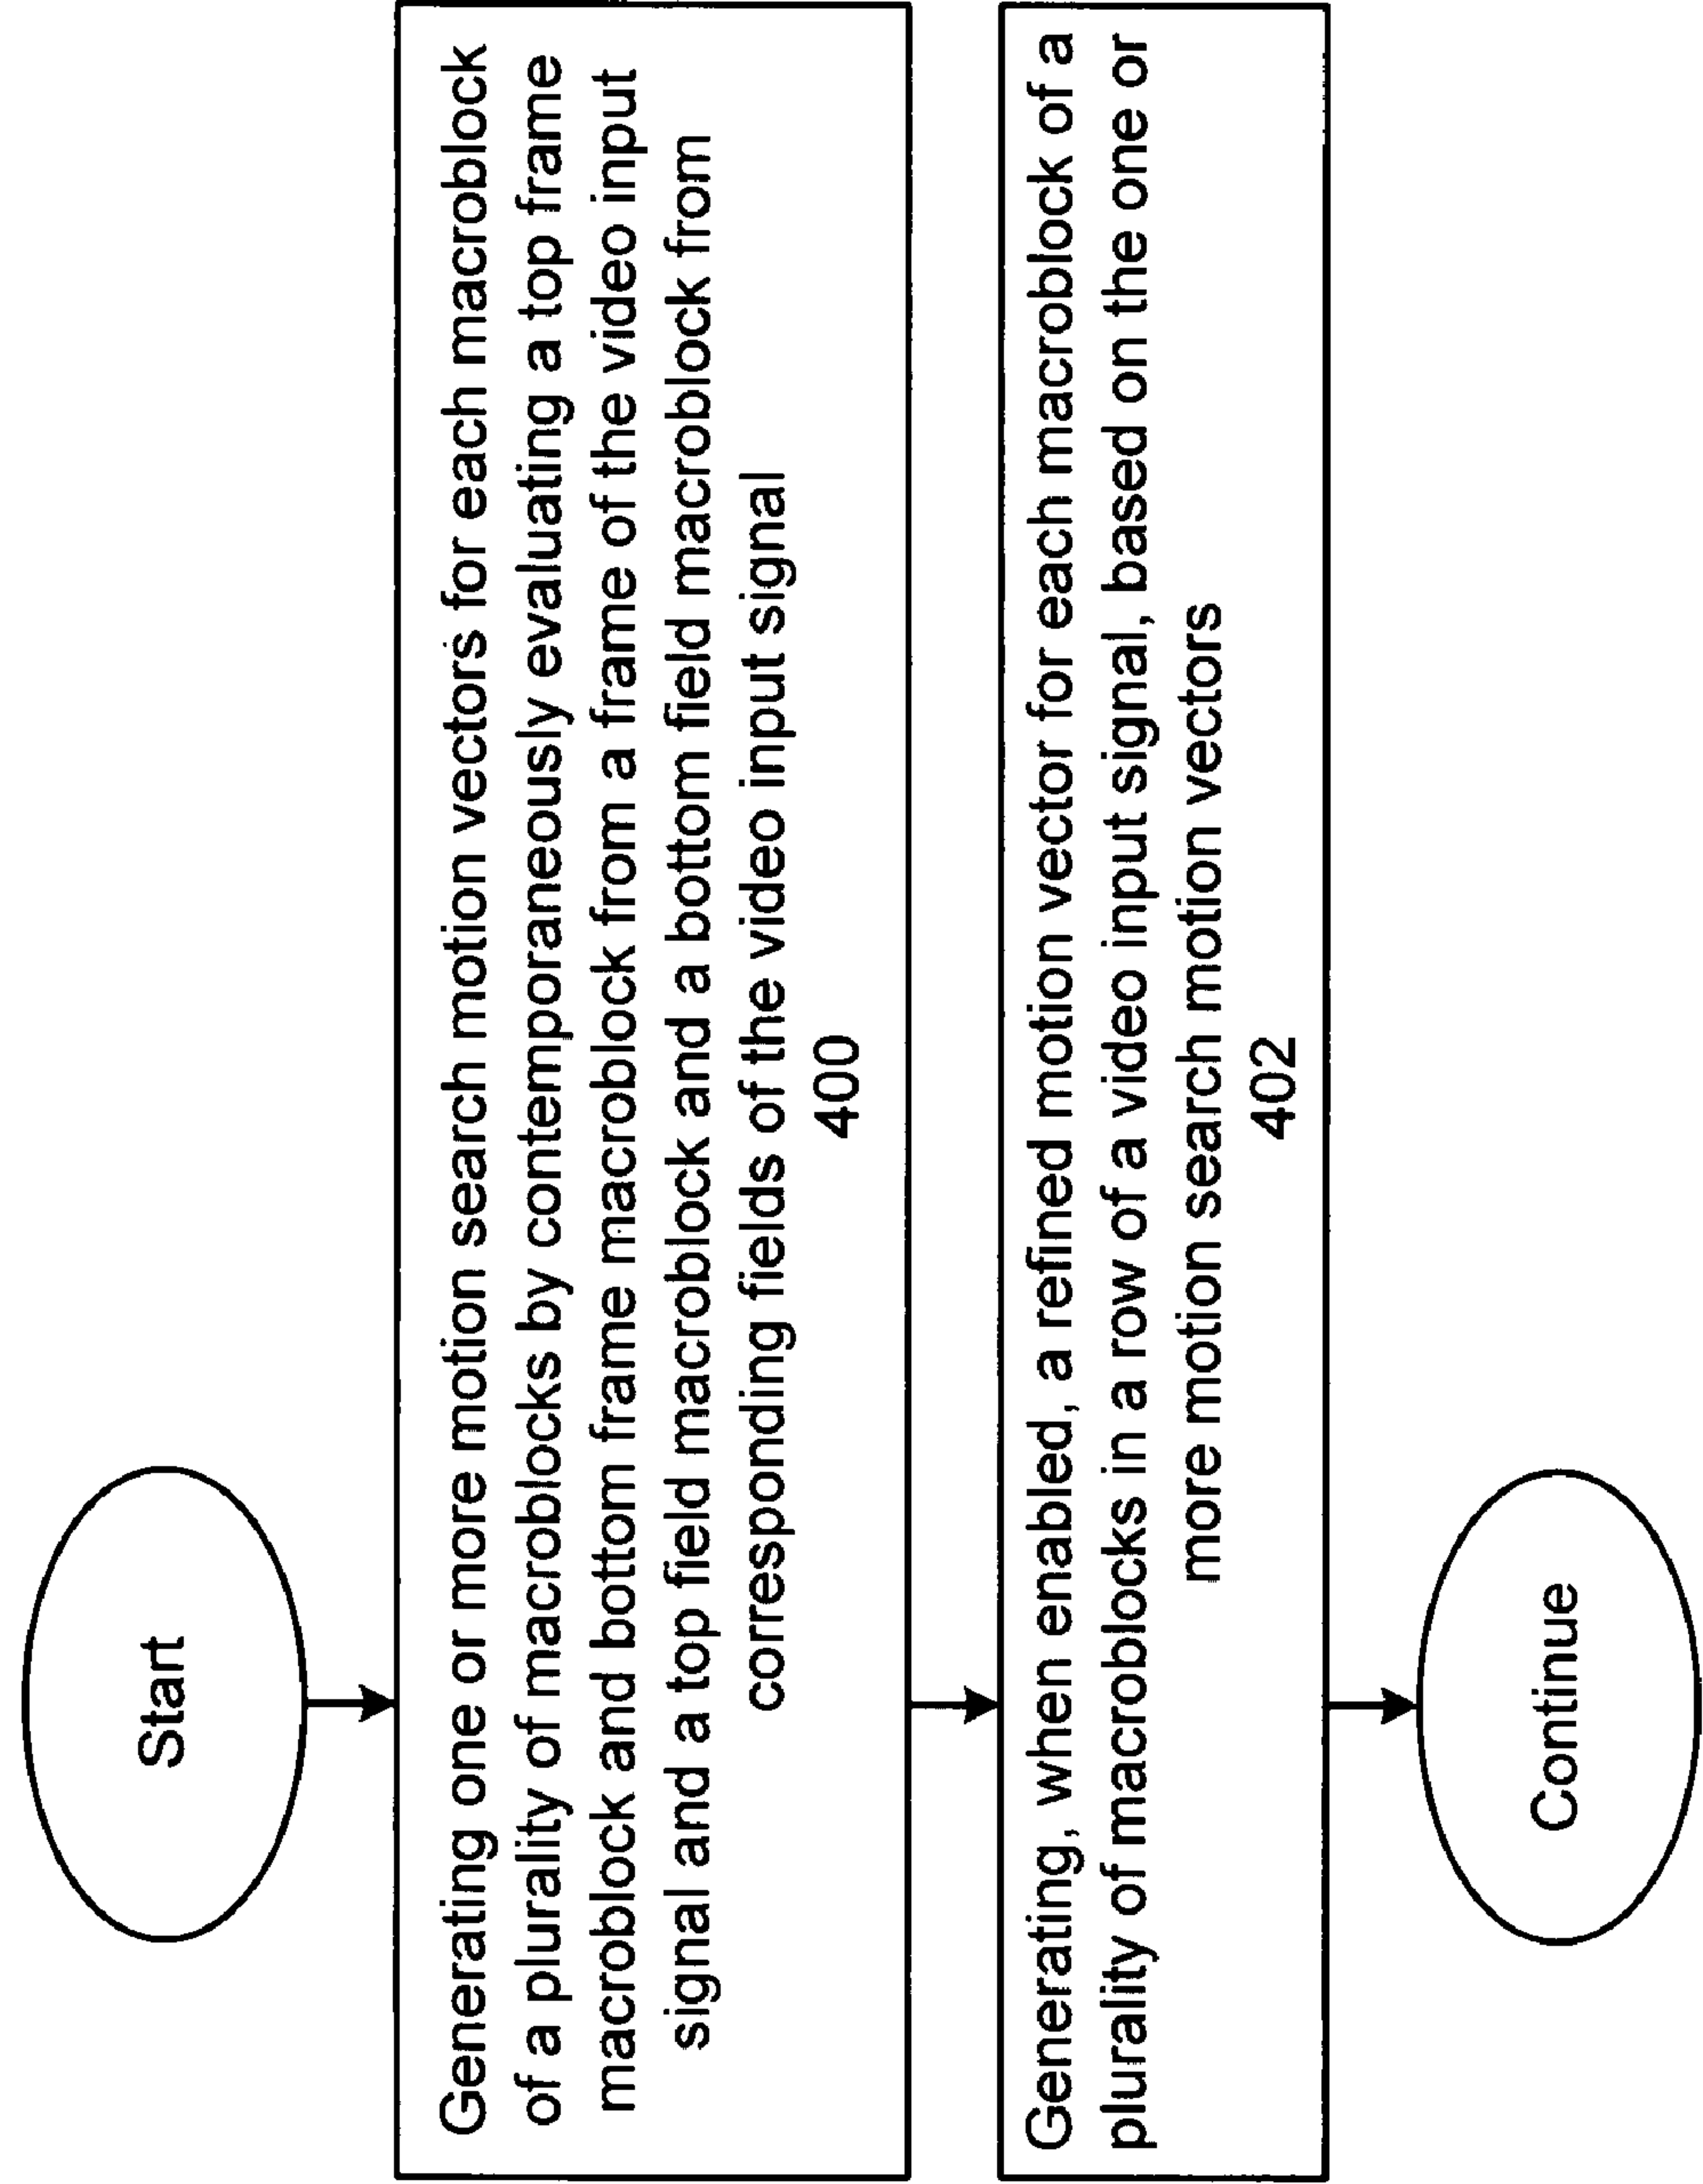 Start
Generating one or more motion search motion vectors for each macroblock
of a plurality of macroblocks by contemporaneously evaluating a top frame
macroblock and bottom frame macroblock from a frame of the video input
signal and a top field macroblock and a bottom field macroblock from
corresponding fields of the video input signal
400
Generating, when enabled, a refined motion vector for each macroblock of a
plurality of macroblocks in a row of a video input signal, based on the one or
more motion search motion vectors
402
Continue